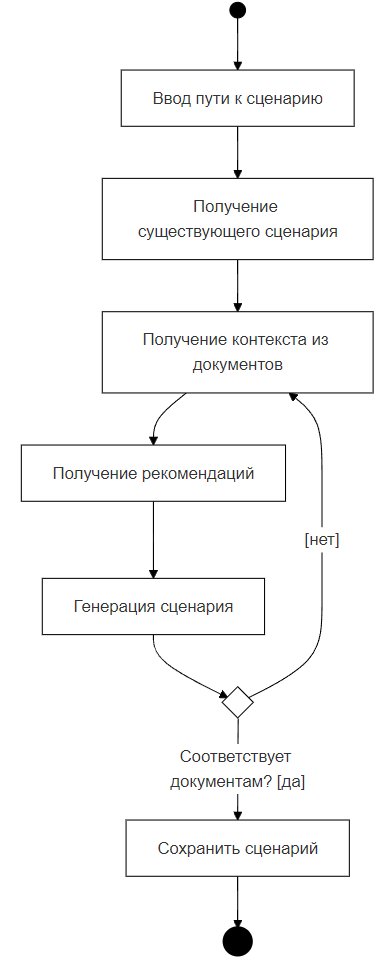 Ввод пути к сценарию
Получение
существующего сценария
Получение контекста из
документов
Получение рекомендаций
[нет]
Генерация сценария
Соответствует
документам? [да]
Сохранить сценарий